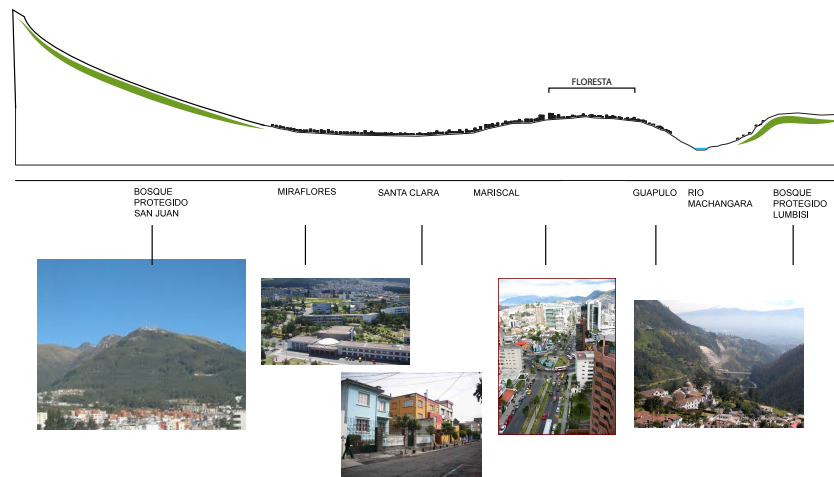 FLORESTA
BOSQUE
PROTEGIDO
SAN JUAN
MIRAFLORES
SANTA CLARA
MARISCAL
GUAPULO
RIO
MACHANGARA
BOSQUE
PROTEGIDO
LUMBISI